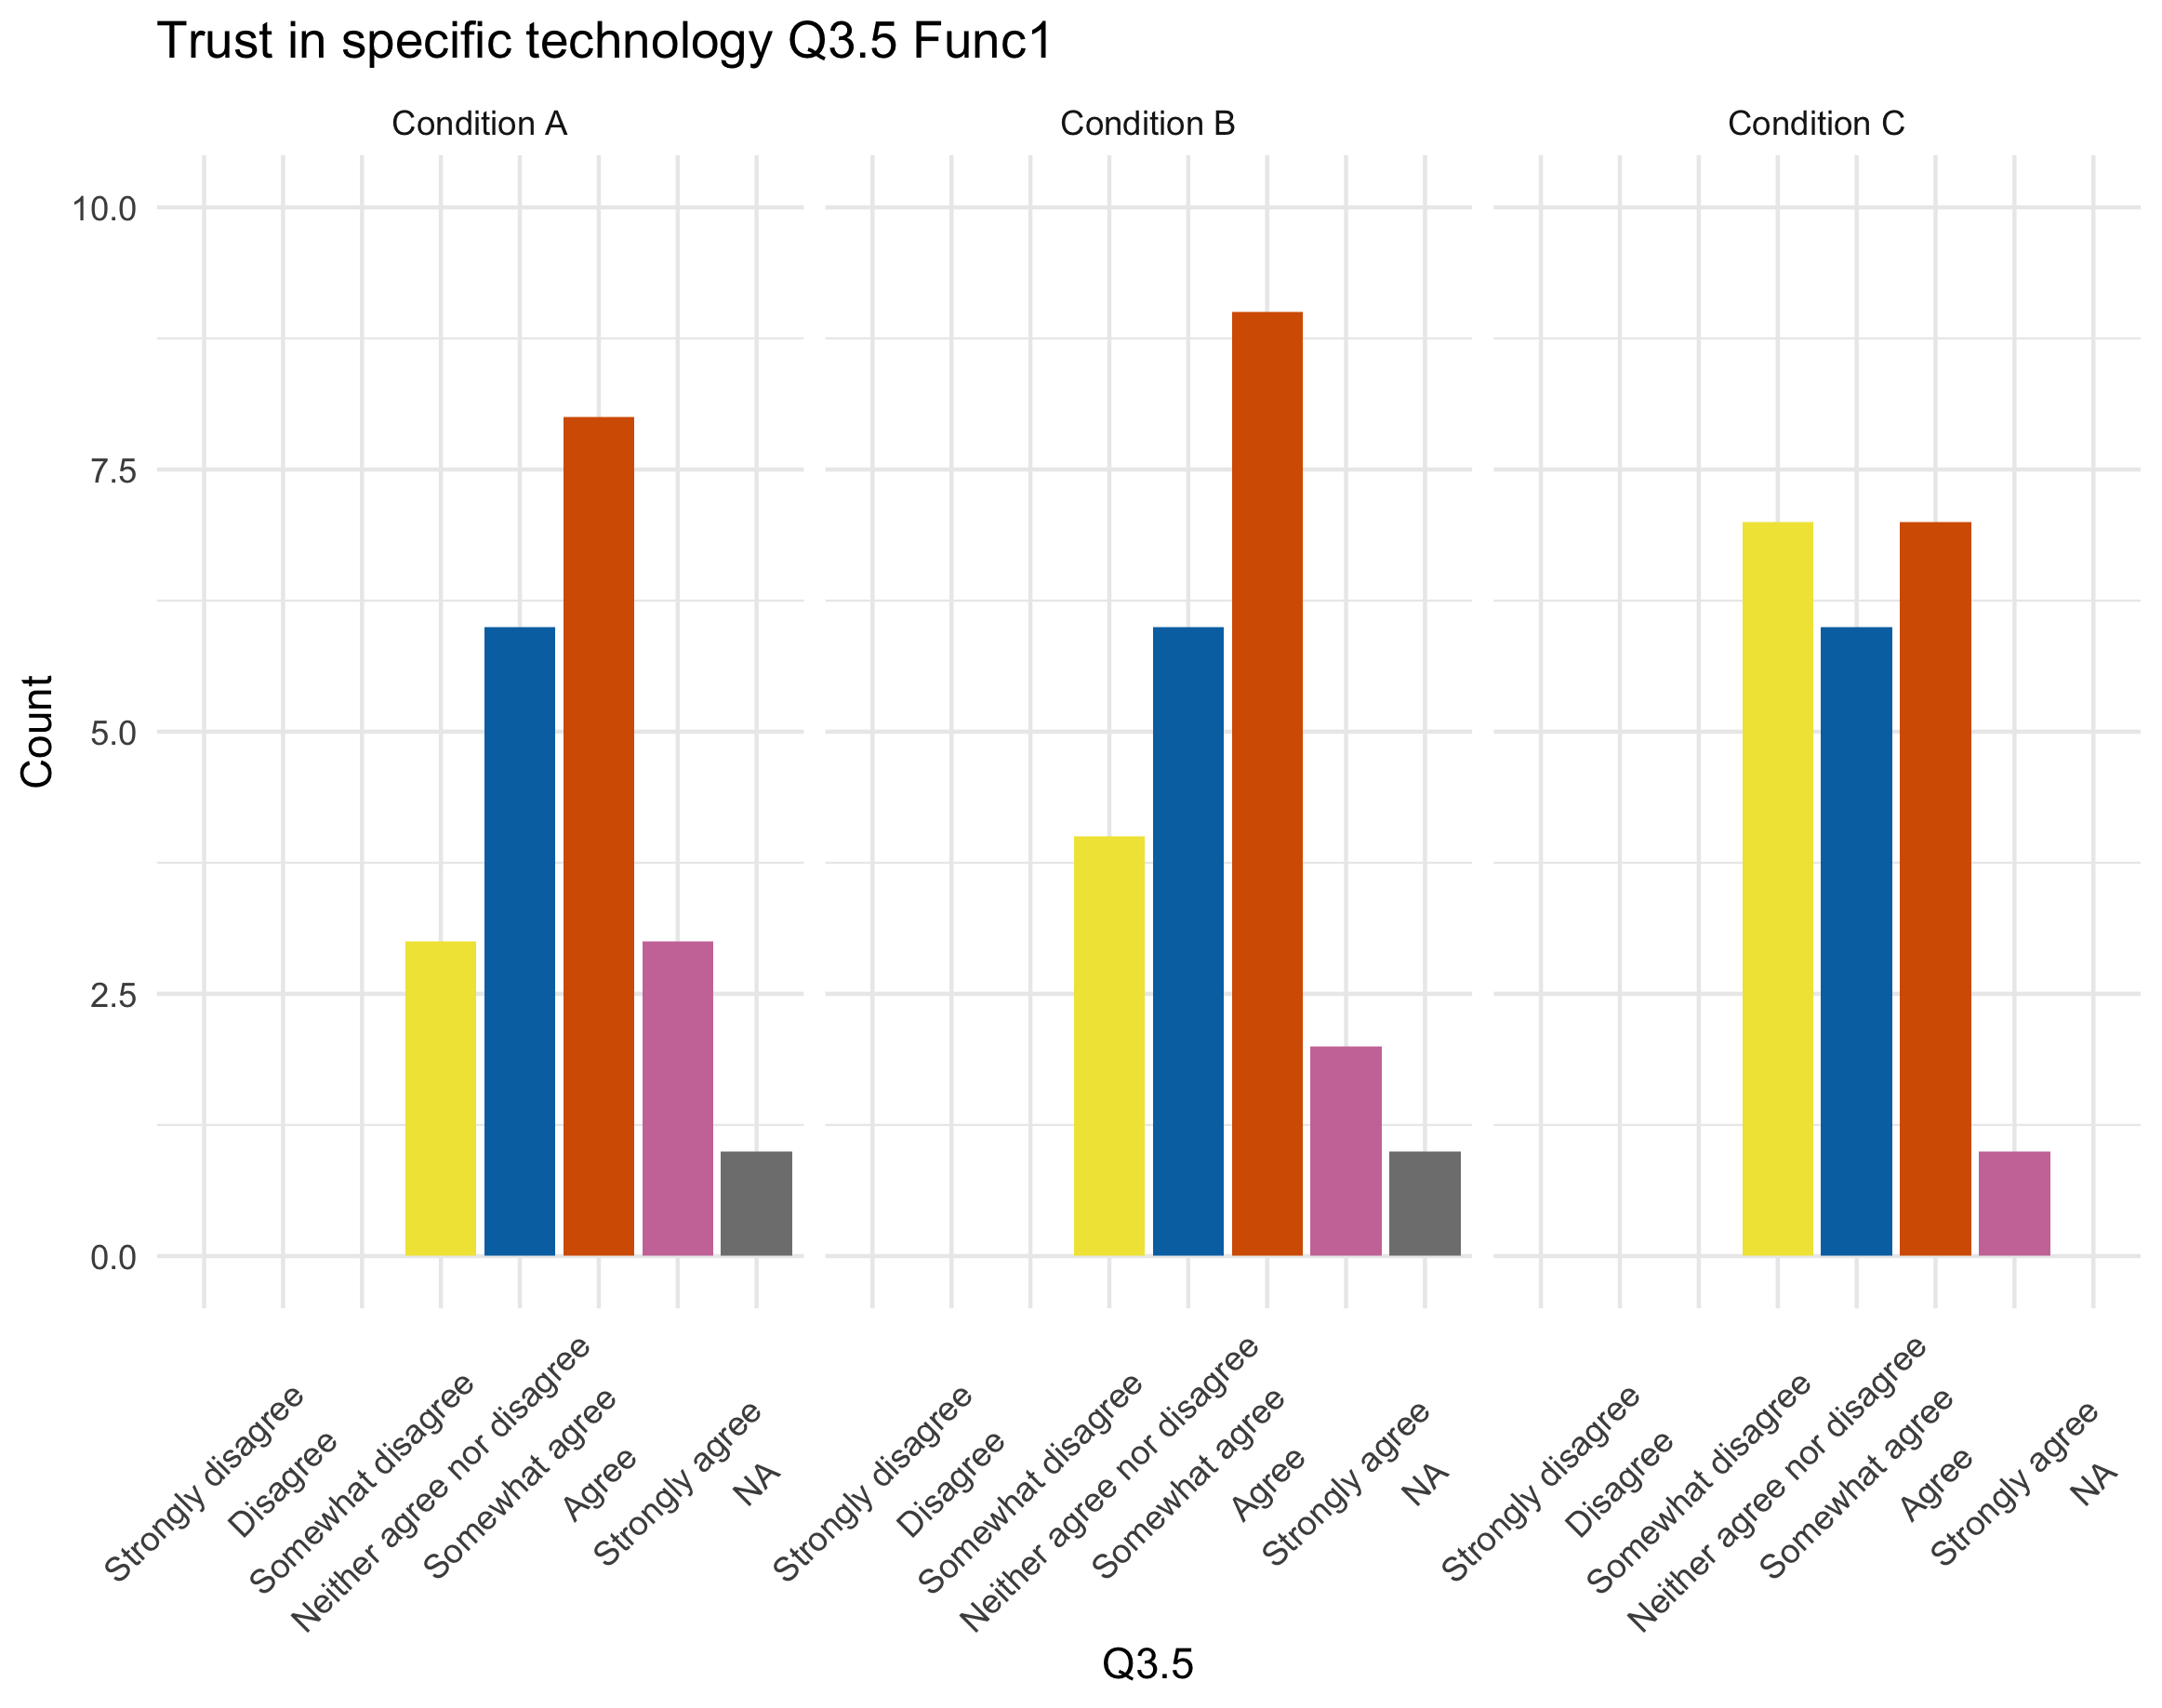 Trust in specific technology Q3.5 Func1
Condition A
Condition B
Condition C
Count
10.0
7.5
5.0
2.5
0.0
Strongly disagree
Disagree
Somewhat disagree
Neither agree nor disagree
Somewhat agree
Agree
Strongly agree
NA
Strongly disagree
Disagree
Somewhat disagree
Neither agree nor disagree
Somewhat agree
Agree
Strongly agree
NA
Strongly disagree
Disagree
Somewhat disagree
Neither agree nor disagree
Somewhat agree
Agree
Strongly agree
NA
Q3.5